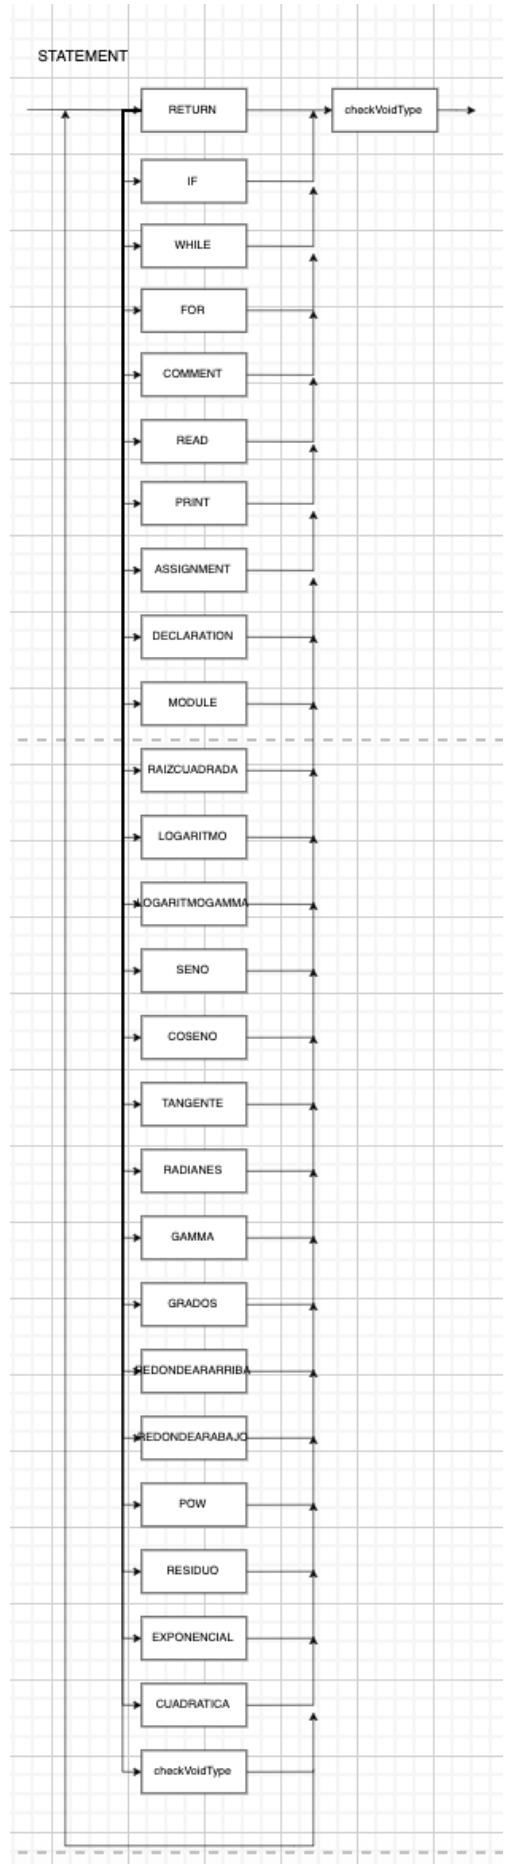 STATEMENT
RETURN
checkVoidType
IF
WHILE
FOR
COMMENT
READ
PRINT
ASSIGNMENT
DECLARATION
MODULE
RAIZCUADRADA
LOGARITMO
LOGARITMOGAMMA
SENO
COSENO
TANGENTE
RADIANES
GAMMA
GRADOS
REDONDEARARRIBA
REDONDEARABAJO
POW
RESIDUO
EXPONENCIAL
CUADRATICA
checkVoidType